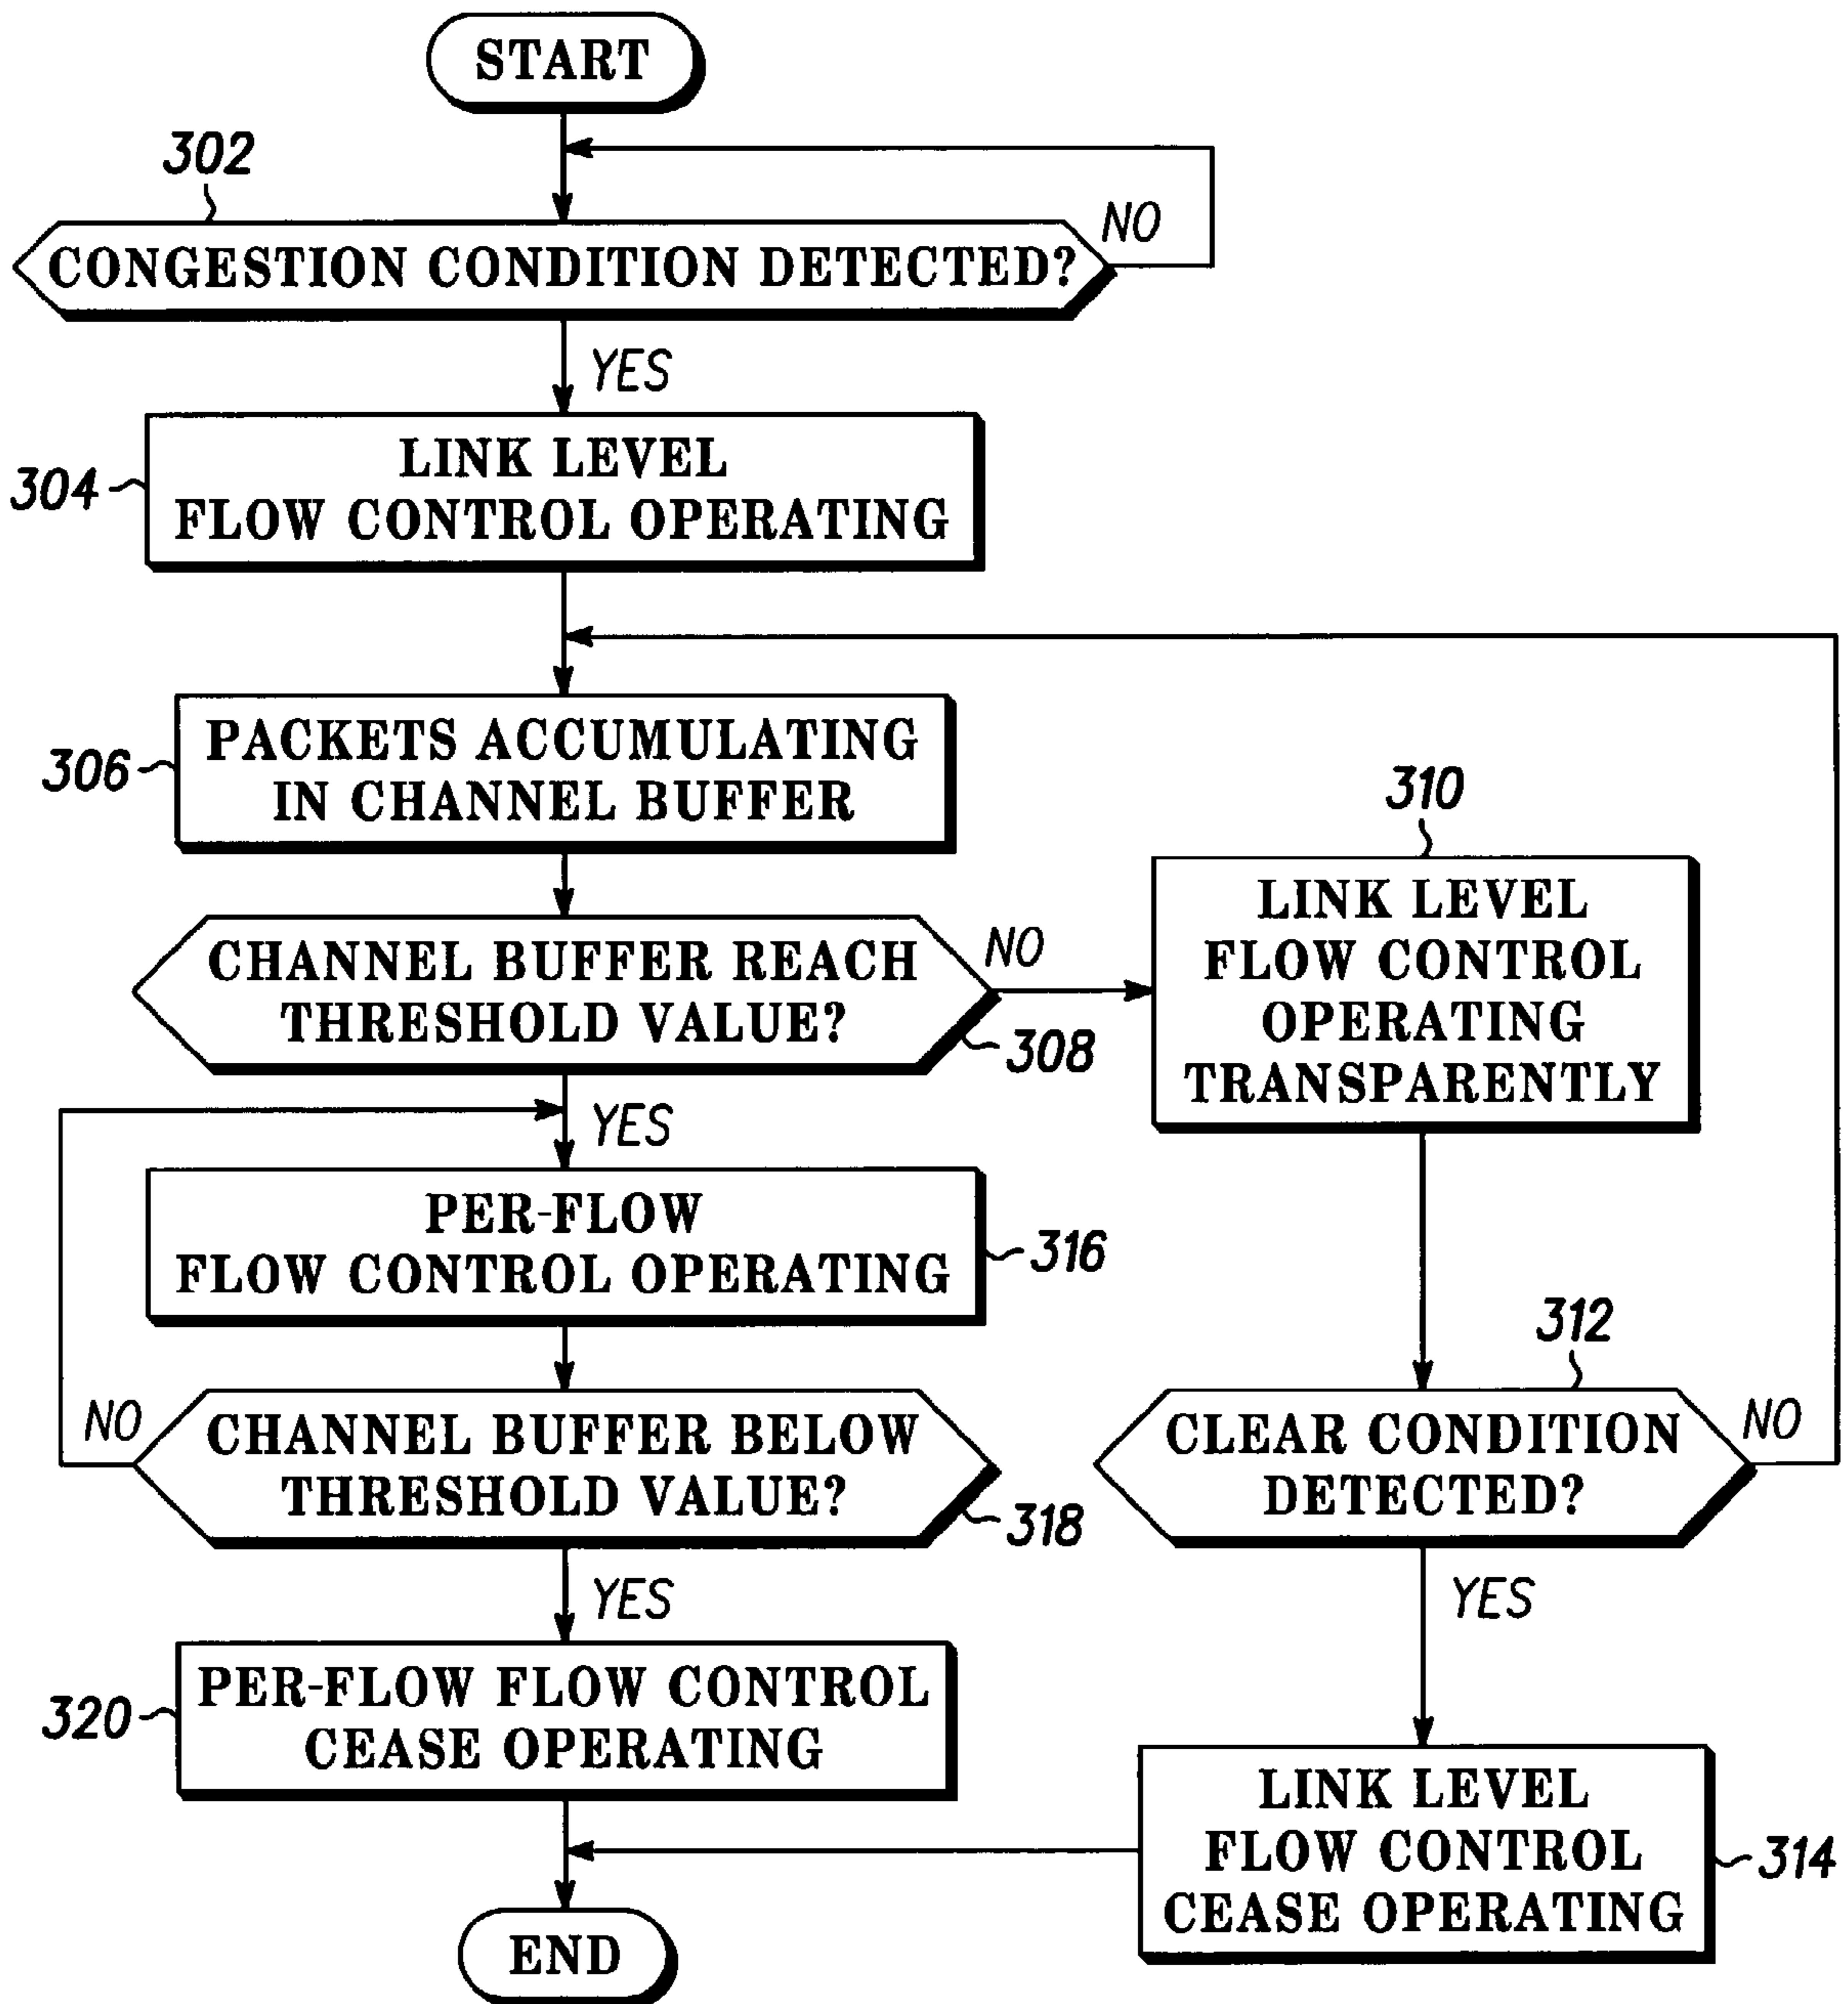 START
302
NO
CONGESTION CONDITION DETECTED?
YES
304
LINK LEVEL
FLOW CONTROL OPERATING
306
PACKETS ACCUMULATING
IN CHANNEL BUFFER
310
LINK LEVEL
FLOW CONTROL
OPERATING
TRANSPARENTLY
CHANNEL BUFFER REACH
THRESHOLD VALUE?
NO
308
YES
PER-FLOW
FLOW CONTROL OPERATING
316
312
NO
CHANNEL BUFFER BELOW
THRESHOLD VALUE?
318
CLEAR CONDITION
DETECTED?
NO
YES
YES
320
PER-FLOW FLOW CONTROL
CEASE OPERATING
LINK LEVEL
FLOW CONTROL
CEASE OPERATING
314
END